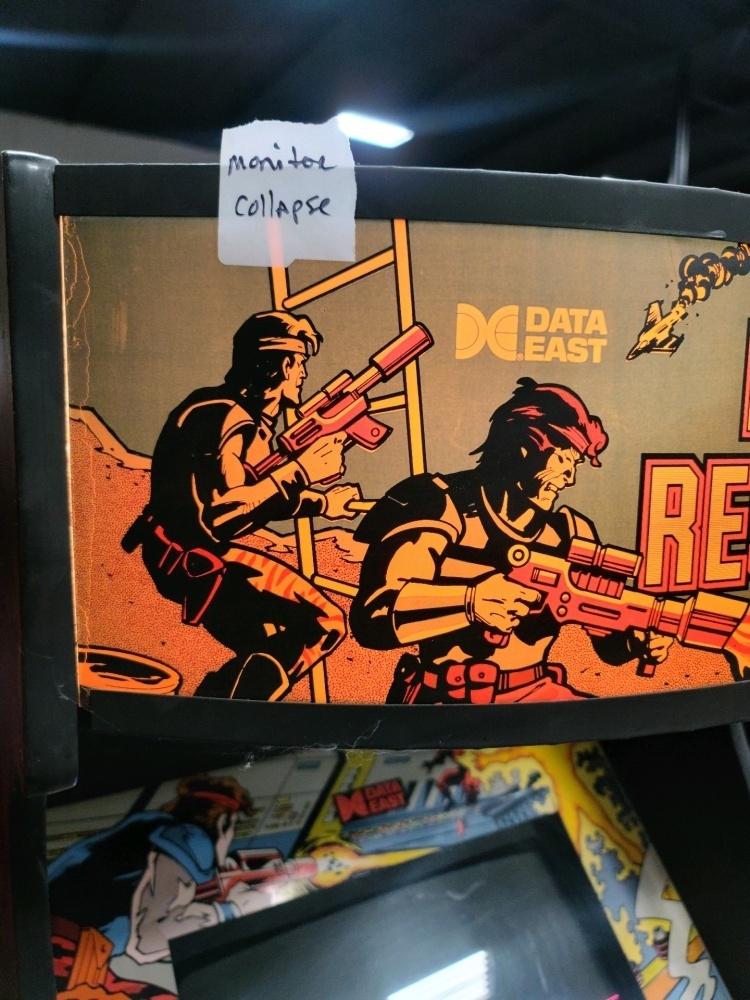 Monitor
Collapse
DATA
EAST
RE
DATA
EAST